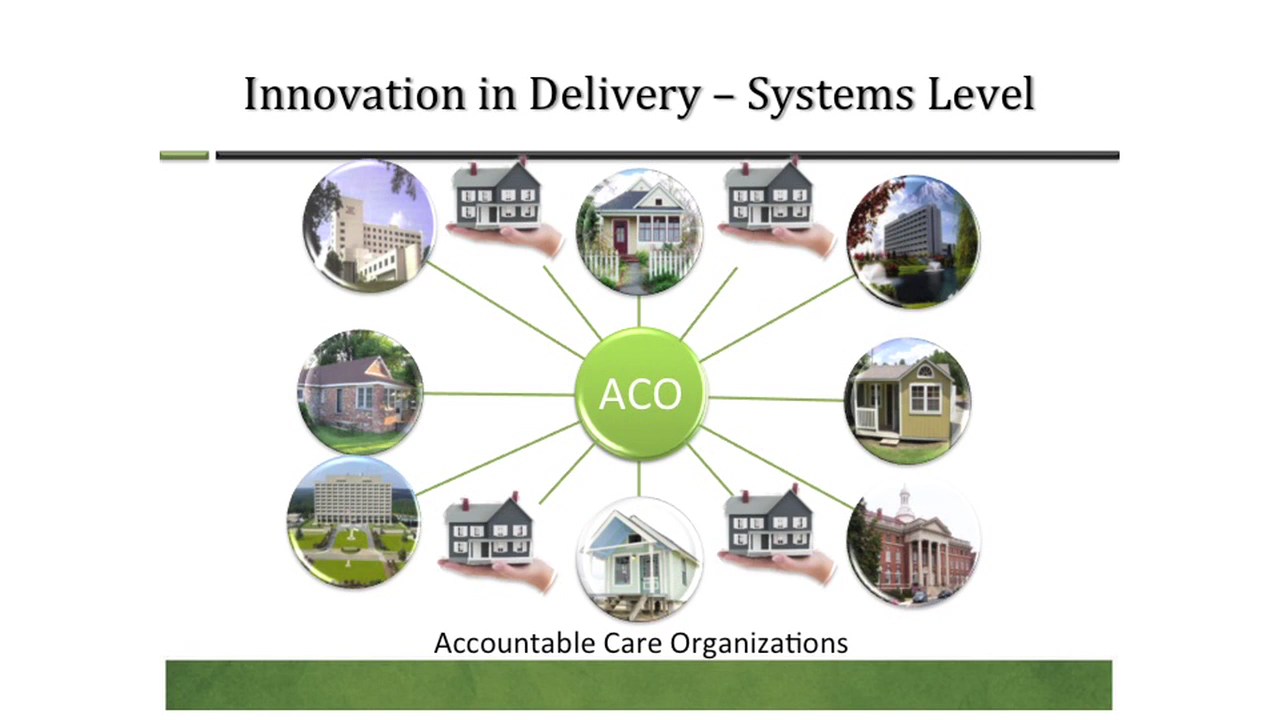 Innovation in Delivery – Systems Level
ACO
Accountable Care Organizations